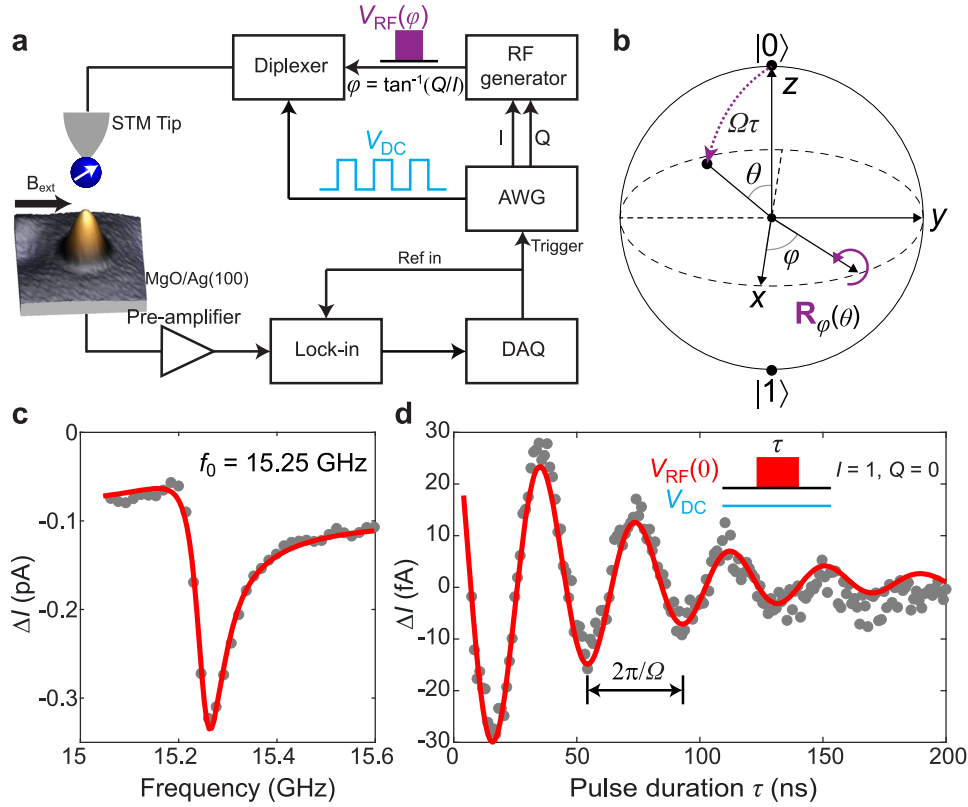 a
V_RF(φ)
φ = tan⁻¹(Q/I)
Diplexer
RF
generator
STM Tip
I
Q
V_DC
AWG
B_ext
MgO/Ag(100)
Ref in
Trigger
Pre-amplifier
Lock-in
DAQ
b
|0⟩
z
Ωτ
θ
y
φ
x
R_φ(θ)
|1⟩
c
f₀ = 15.25 GHz
0
-0.1
-0.2
-0.3
ΔI (pA)
15
15.2
15.4
15.6
Frequency (GHz)
d
τ
V_RF(0)
I = 1, Q = 0
V_DC
2π/Ω
30
20
10
0
-10
-20
-30
ΔI (fA)
0
50
100
150
200
Pulse duration τ (ns)